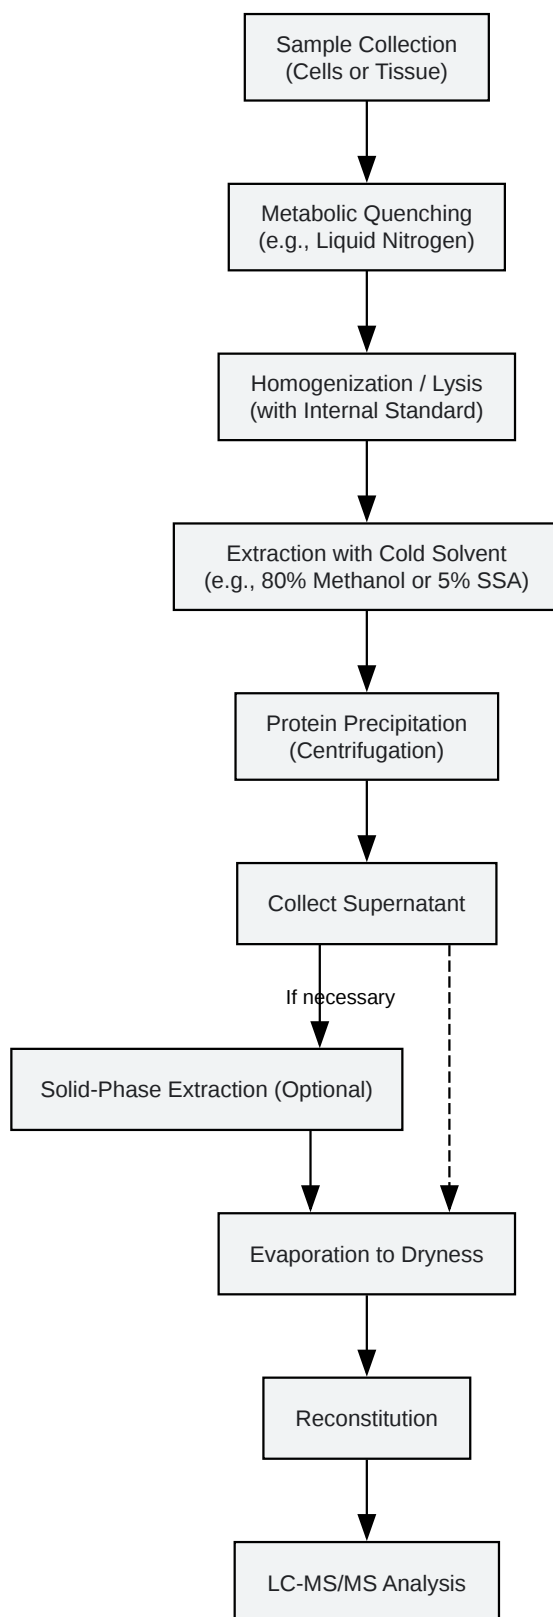 Sample Collection
(Cells or Tissue)
Metabolic Quenching
(e.g., Liquid Nitrogen)
Homogenization / Lysis
(with Internal Standard)
Extraction with Cold Solvent
(e.g., 80% Methanol or 5% SSA)
Protein Precipitation
(Centrifugation)
Collect Supernatant
If necessary
Solid-Phase Extraction (Optional)
Evaporation to Dryness
Reconstitution
LC-MS/MS Analysis